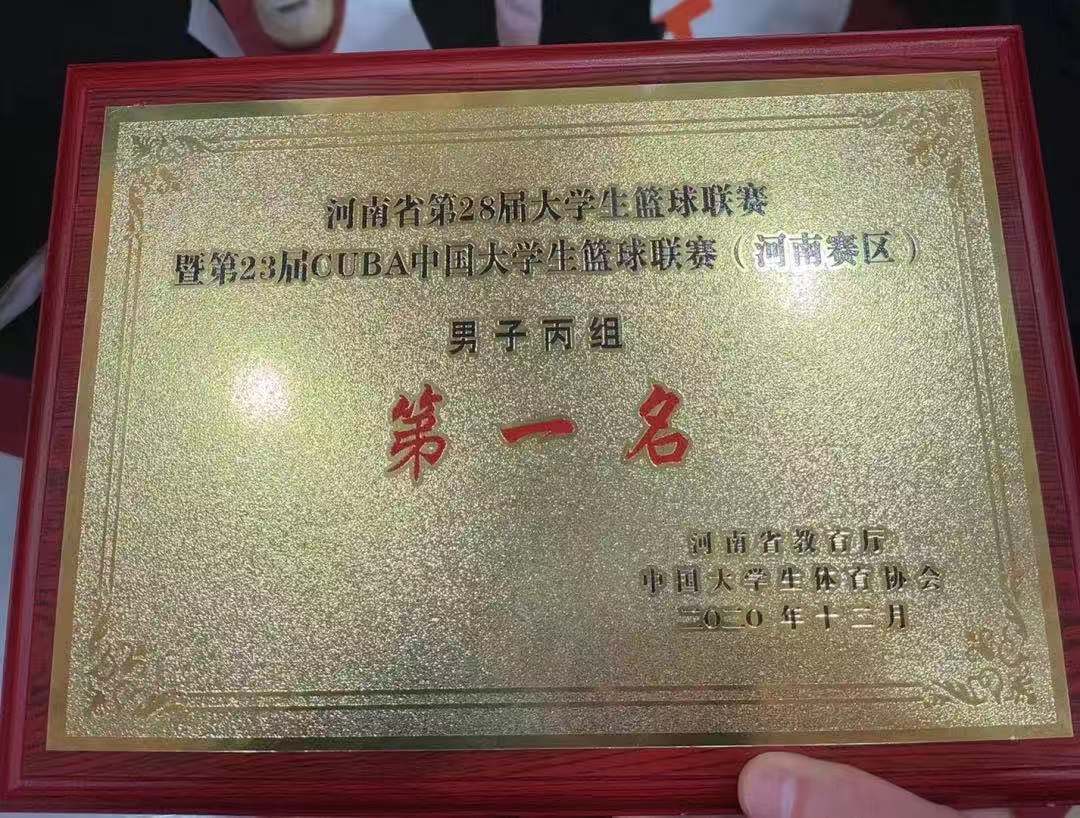 河南省第28届大学生篮球联赛
暨第23届CUBA中国大学生篮球联赛（河南赛区）
男子丙组
第一名
河南省教育厅
中国大学生体育协会
二〇二〇年十二月